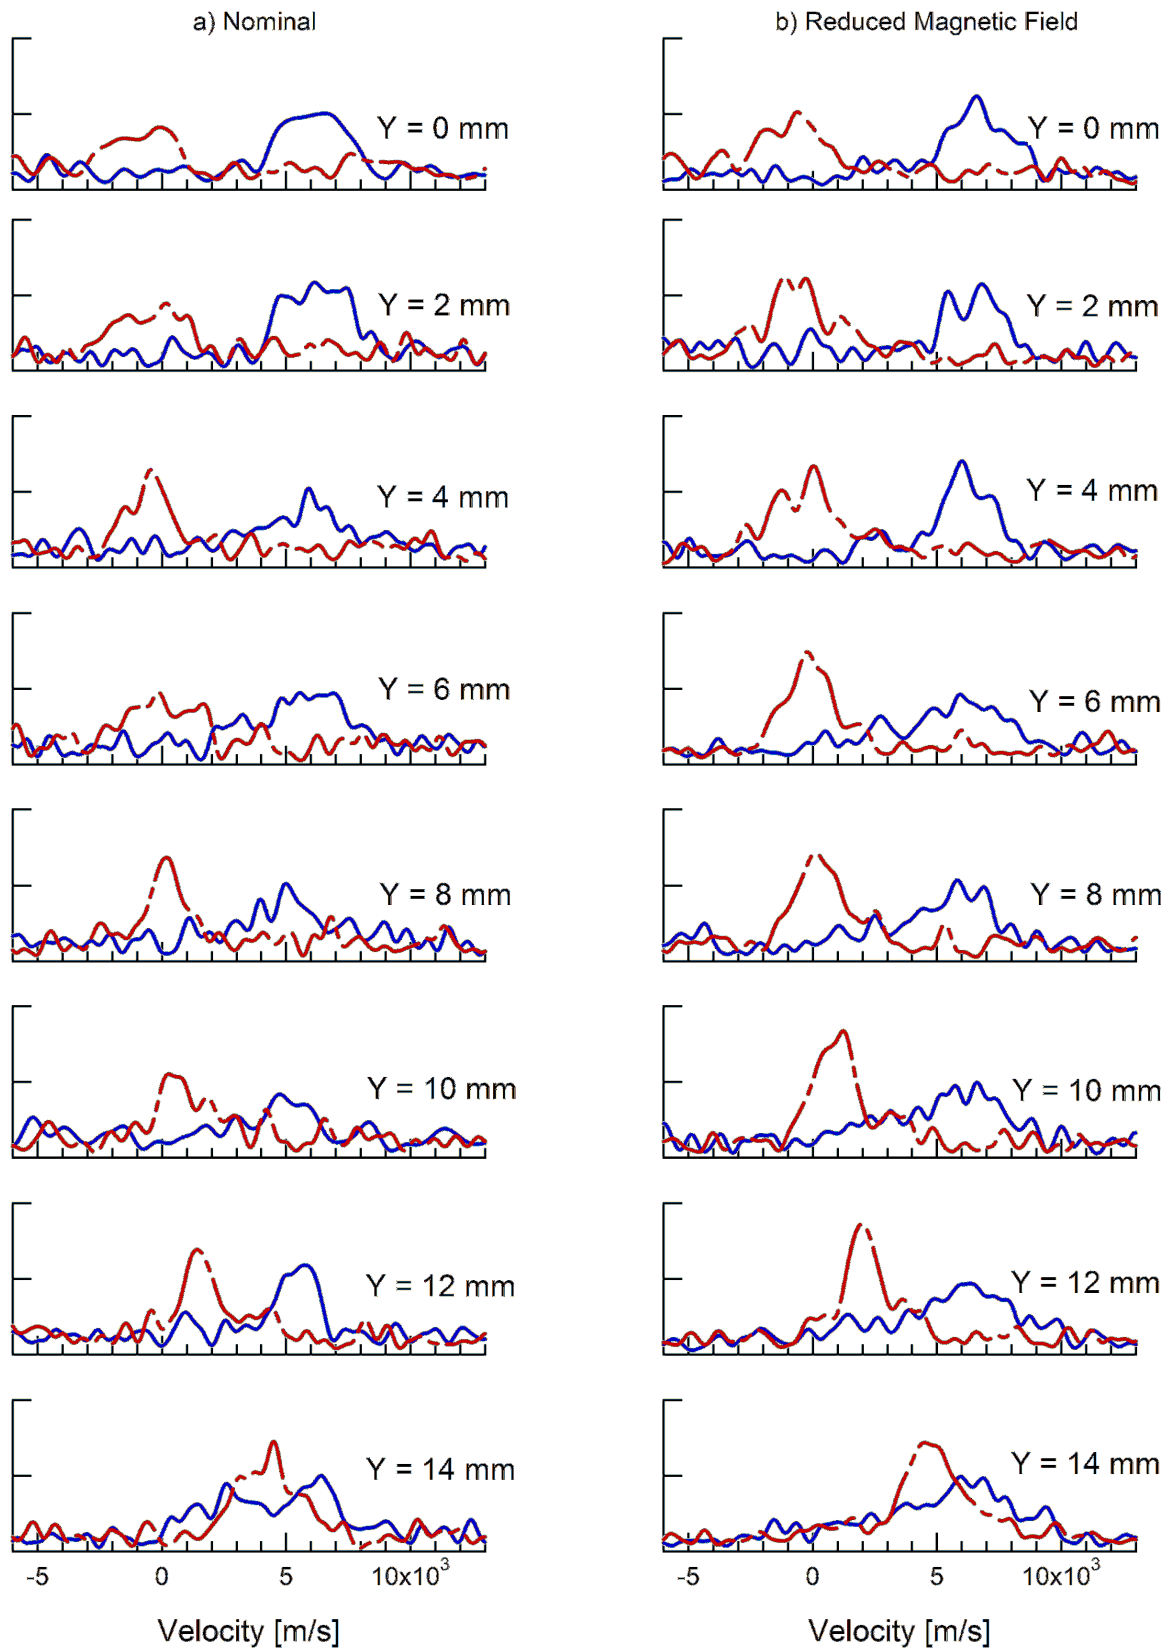 a) Nominal
b) Reduced Magnetic Field
Y = 0 mm
Y = 0 mm
Y = 2 mm
Y = 2 mm
Y = 4 mm
Y = 4 mm
Y = 6 mm
Y = 6 mm
Y = 8 mm
Y = 8 mm
Y = 10 mm
Y = 10 mm
Y = 12 mm
Y = 12 mm
Y = 14 mm
Y = 14 mm
-5 0 5 10x10³
-5 0 5 10x10³
Velocity [m/s]
Velocity [m/s]